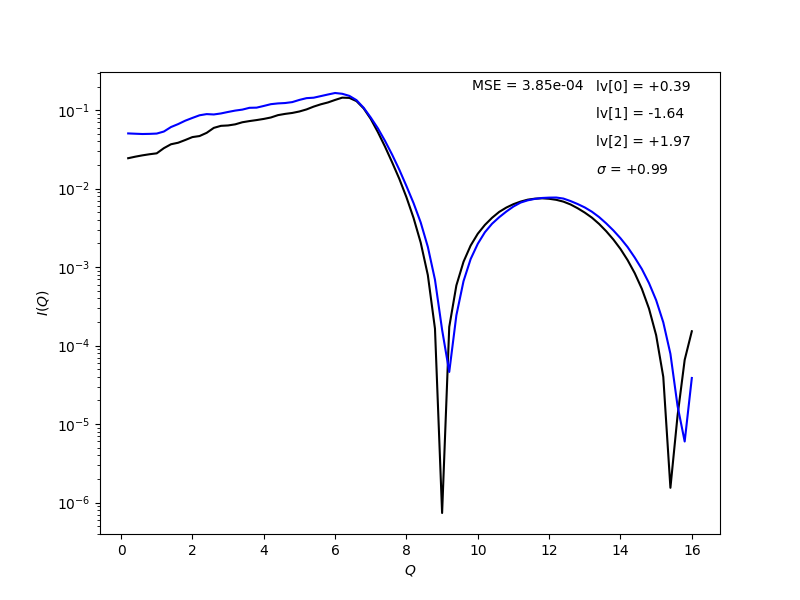 MSE = 3.85e-04 lv[0] = +0.39
lv[1] = -1.64
lv[2] = +1.97
σ = +0.99
10⁻¹
10⁻²
10⁻³
10⁻⁴
10⁻⁵
10⁻⁶
I(Q)
0 2 4 6 8 10 12 14 16
Q